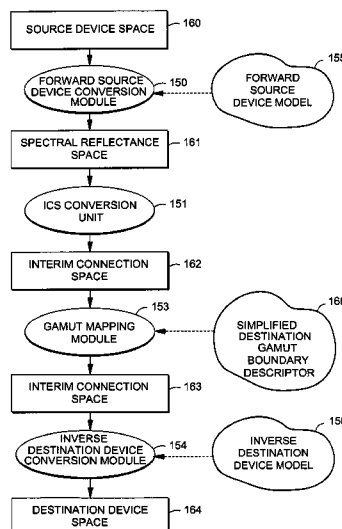 SOURCE DEVICE SPACE
160
FORWARD SOURCE
DEVICE CONVERSION
MODULE
150
FORWARD
SOURCE
DEVICE MODEL
155
SPECTRAL REFLECTANCE
SPACE
161
ICS CONVERSION
UNIT
151
INTERIM CONNECTION
SPACE
162
GAMUT MAPPING
MODULE
153
SIMPLIFIED
DESTINATION
GAMUT
BOUNDARY
DESCRIPTOR
160
INTERIM CONNECTION
SPACE
163
INVERSE
DESTINATION DEVICE
CONVERSION MODULE
154
INVERSE
DESTINATION
DEVICE MODEL
DESTINATION DEVICE
SPACE
164